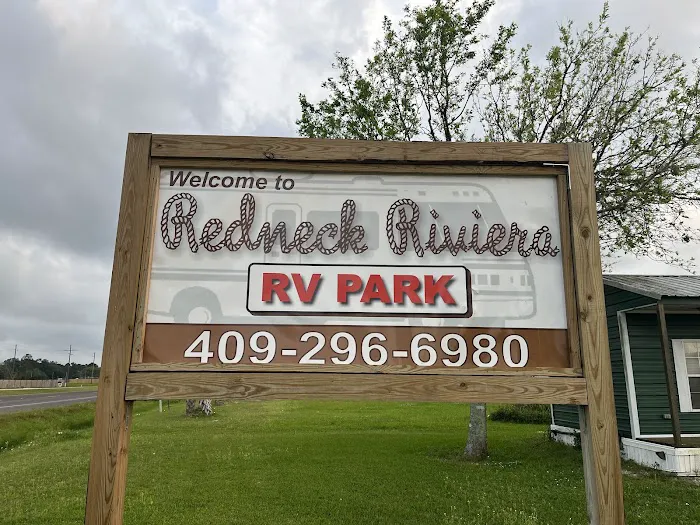 Welcome to
Redneck Riviera
RV PARK
409-296-6980